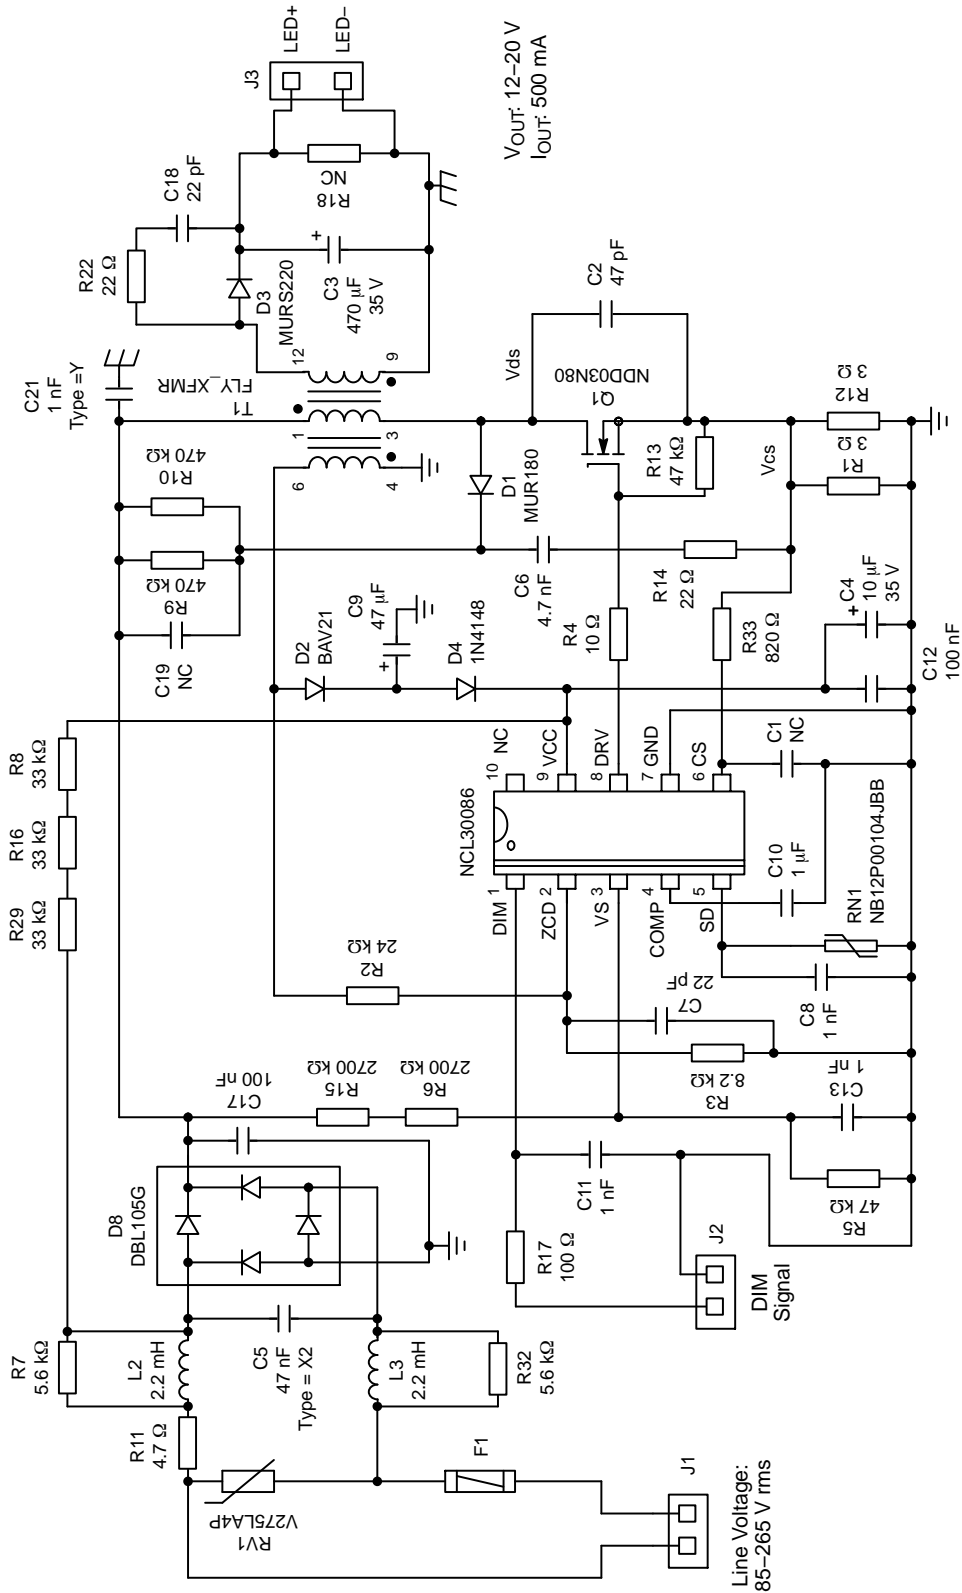 R7
5.6 kΩ
R29
33 kΩ
R16
33 kΩ
R8
33 kΩ
C21
1 nF
Type =Y
R22
22 Ω
C18
22 pF
LED+
LED–
J3
R18
NC
D3
MURS220
C3
470 µF
35 V
+
VOUT: 12–20 V
IOUT: 500 mA
T1
FLY_XFMR
12
9
1
3
6
4
R10
470 kΩ
R9
470 kΩ
C19
NC
D1
MUR180
Vds
C2
47 pF
Q1
NDD03N80
R13
47 kΩ
Vcs
R12
3 Ω
R1
3 Ω
C6
4.7 nF
R14
22 Ω
D2
BAV21
C9
47 µF
+
D4
1N4148
R4
10 Ω
R33
820 Ω
C4
10 µF
35 V
+
C12
100 nF
NCL30086
DIM 1
ZCD 2
VS 3
COMP 4
SD 5
10 NC
9 VCC
8 DRV
7 GND
6 CS
C1
NC
C10
1 µF
RN1
NB12P00104JBB
C8
1 nF
C7
22 pF
R2
24 kΩ
R3
8.2 kΩ
C13
1 nF
R5
47 kΩ
R15
2700 kΩ
R6
2700 kΩ
C17
100 nF
D8
DBL105G
C11
1 nF
R17
100 Ω
J2
DIM
Signal
L2
2.2 mH
C5
47 nF
Type = X2
L3
2.2 mH
R32
5.6 kΩ
R11
4.7 Ω
RV1
V275LA4P
F1
J1
Line Voltage:
85–265 V rms